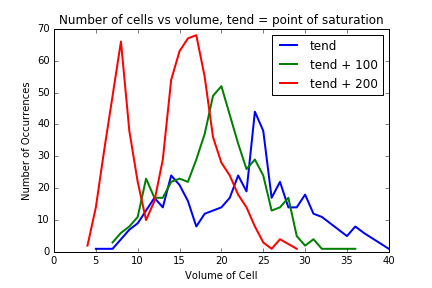 Number of cells vs volume, tend = point of saturation
70
60
50
40
30
20
10
0
Number of Occurrences
tend
tend + 100
tend + 200
0 5 10 15 20 25 30 35 40
Volume of Cell